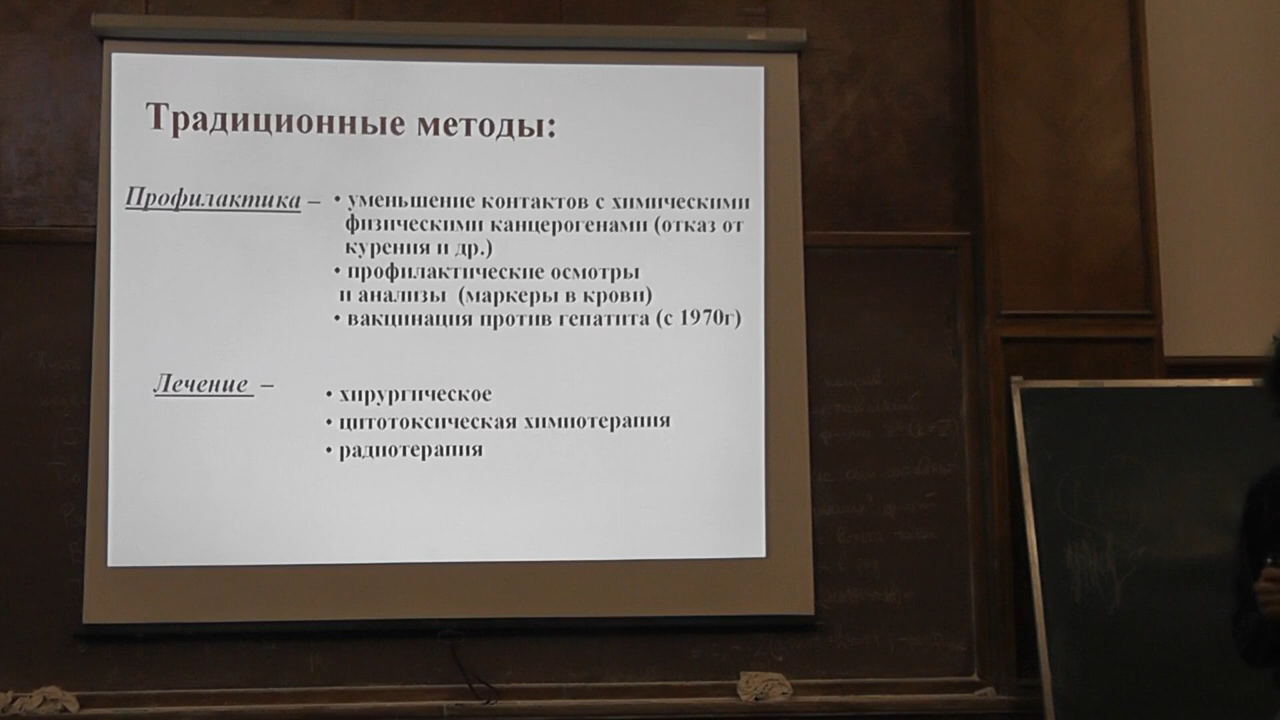 Традиционные методы:
Профилактика – • уменьшение контактов с химическими
физическими канцерогенами (отказ от
курения и др.)
• профилактические осмотры
и анализы (маркеры в крови)
• вакцинация против гепатита (с 1970г)
Лечение – • хирургическое
• цитотоксическая химиотерапия
• радиотерапия